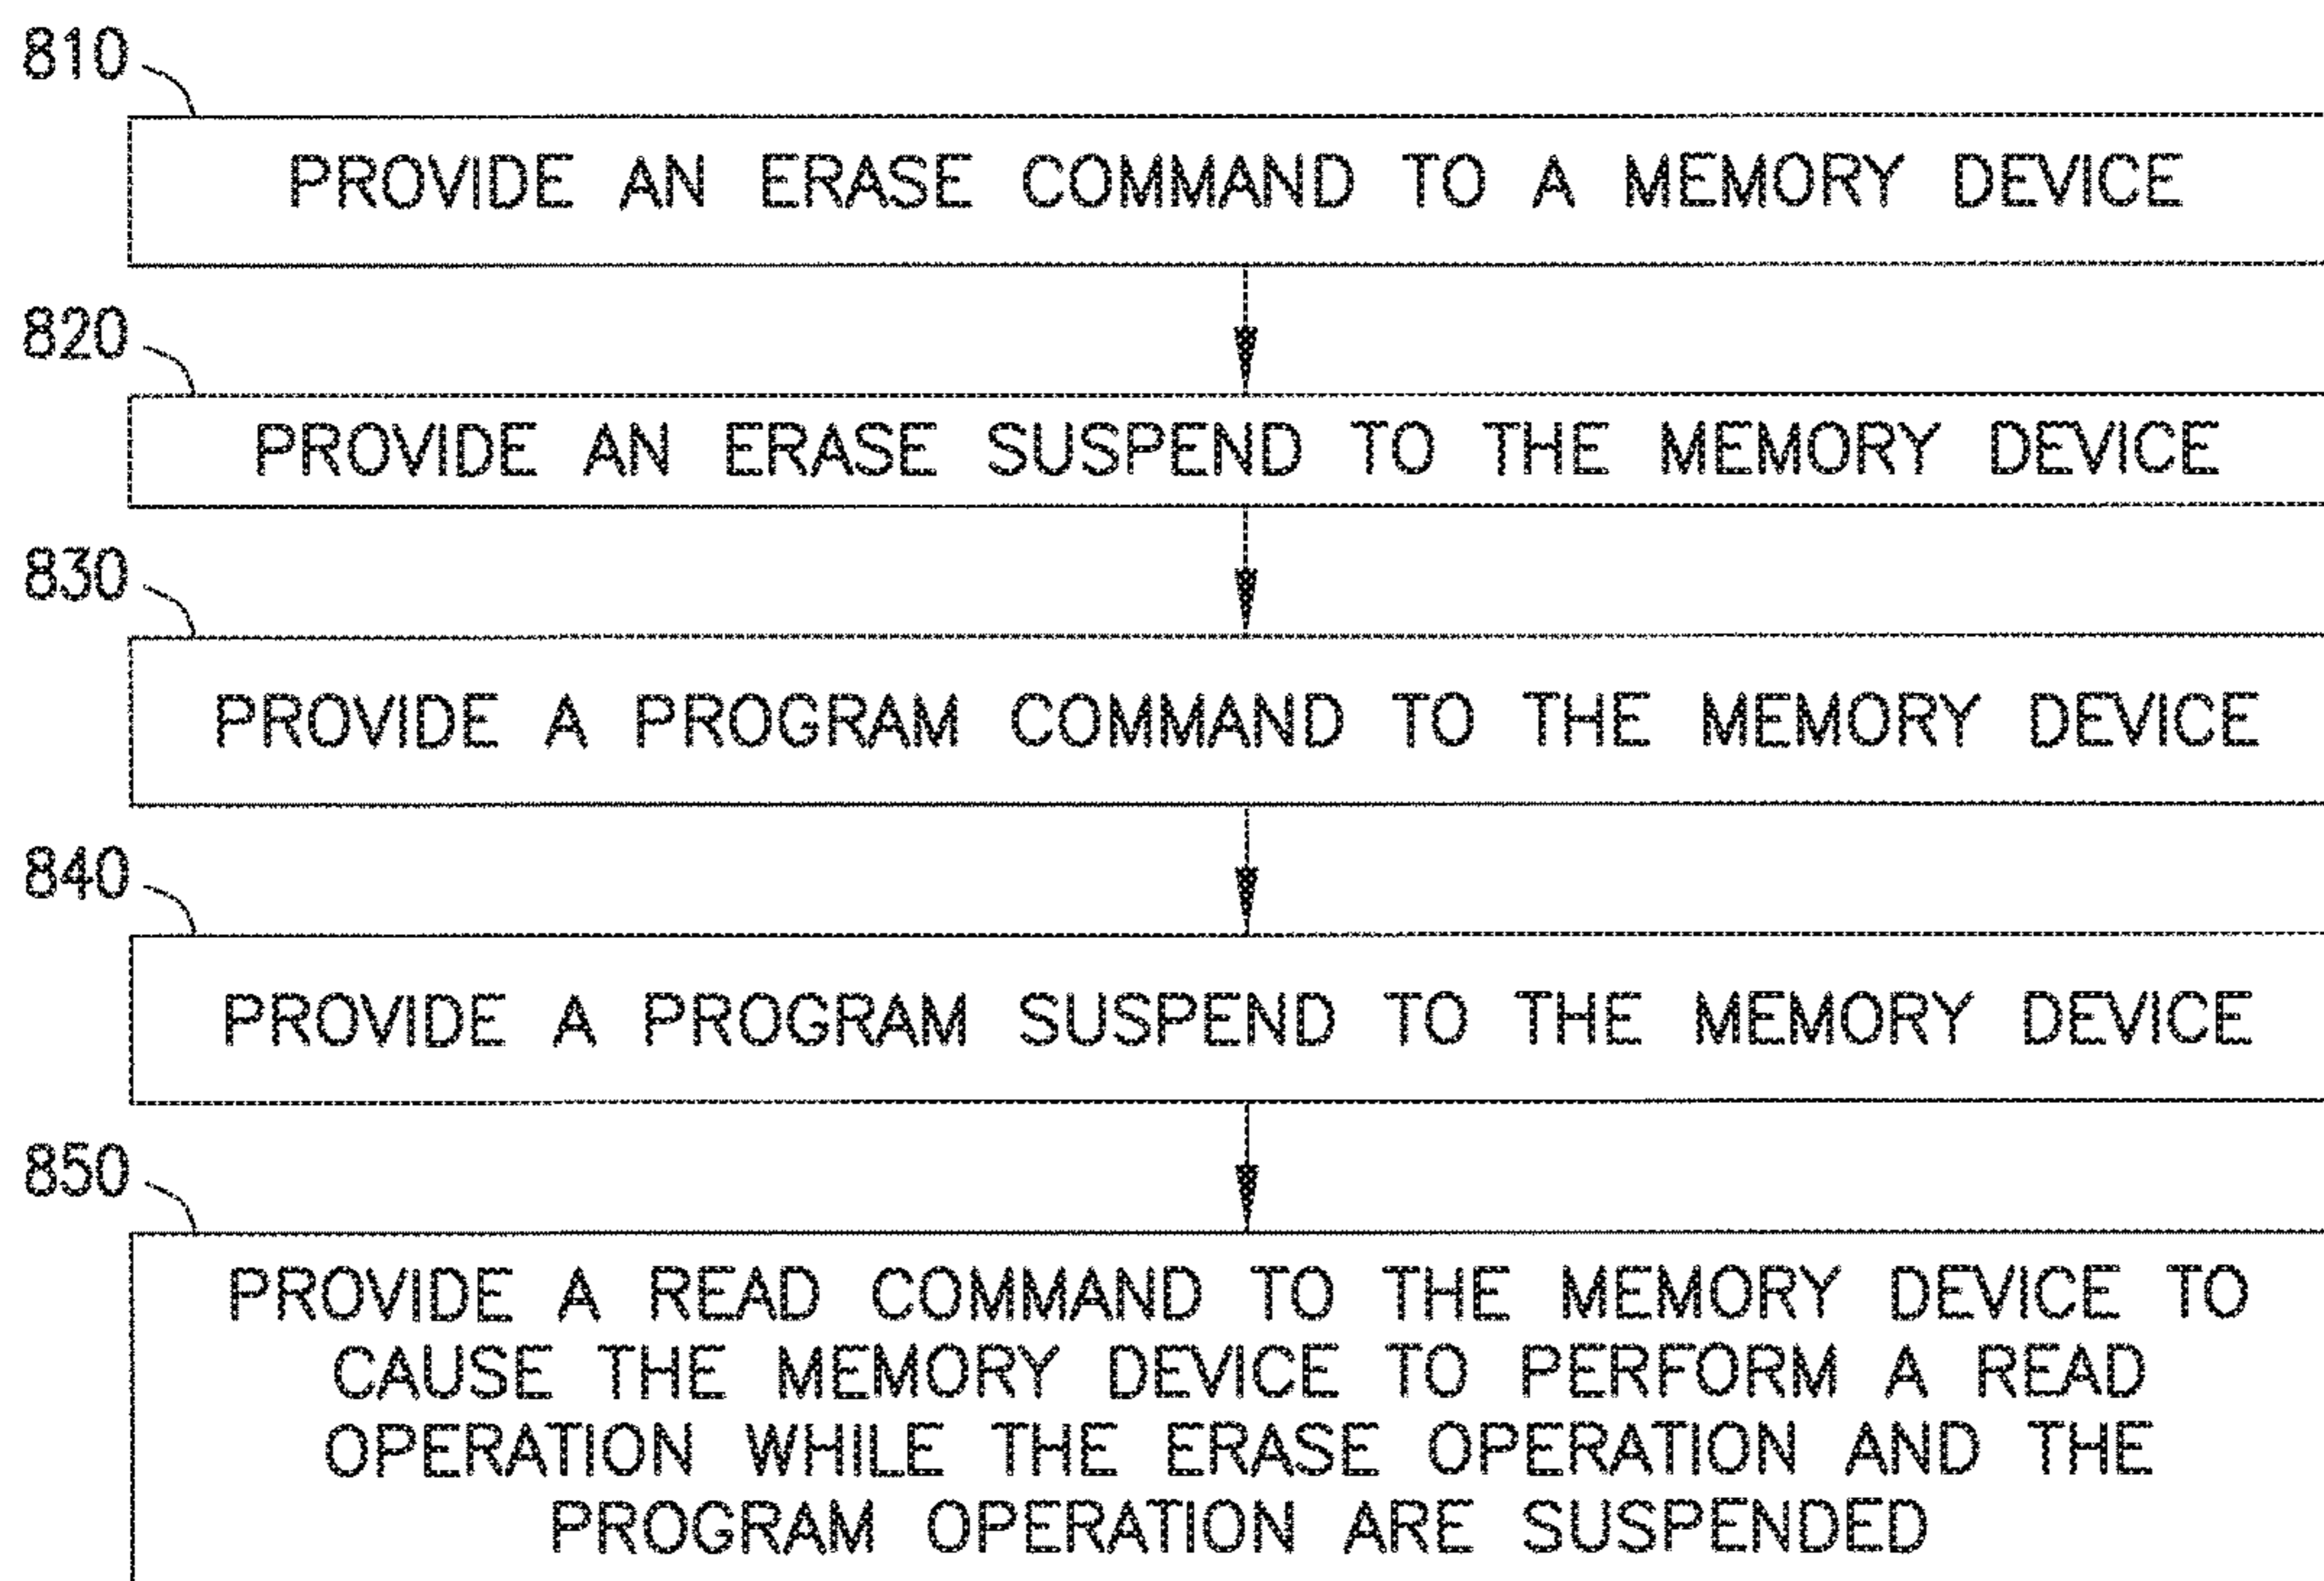 810
PROVIDE AN ERASE COMMAND TO A MEMORY DEVICE
820
PROVIDE AN ERASE SUSPEND TO THE MEMORY DEVICE
830
PROVIDE A PROGRAM COMMAND TO THE MEMORY DEVICE
840
PROVIDE A PROGRAM SUSPEND TO THE MEMORY DEVICE
850
PROVIDE A READ COMMAND TO THE MEMORY DEVICE TO
CAUSE THE MEMORY DEVICE TO PERFORM A READ
OPERATION WHILE THE ERASE OPERATION AND THE
PROGRAM OPERATION ARE SUSPENDED